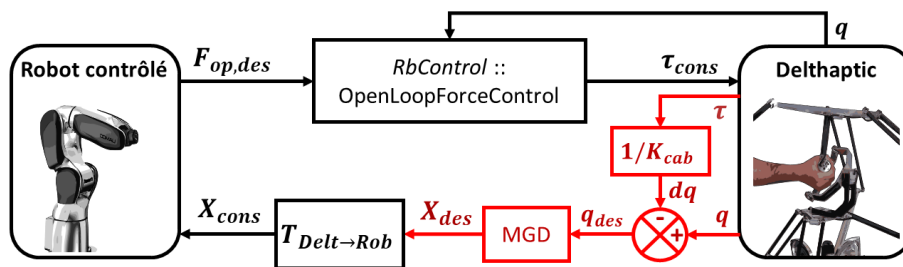 q
Robot contrôlé
F_op,des
RbControl ::
OpenLoopForceControl
τ_cons
Delthaptic
τ
1/K_cab
dq
X_cons
T_Delt→Rob
X_des
MGD
q_des
-
+
q